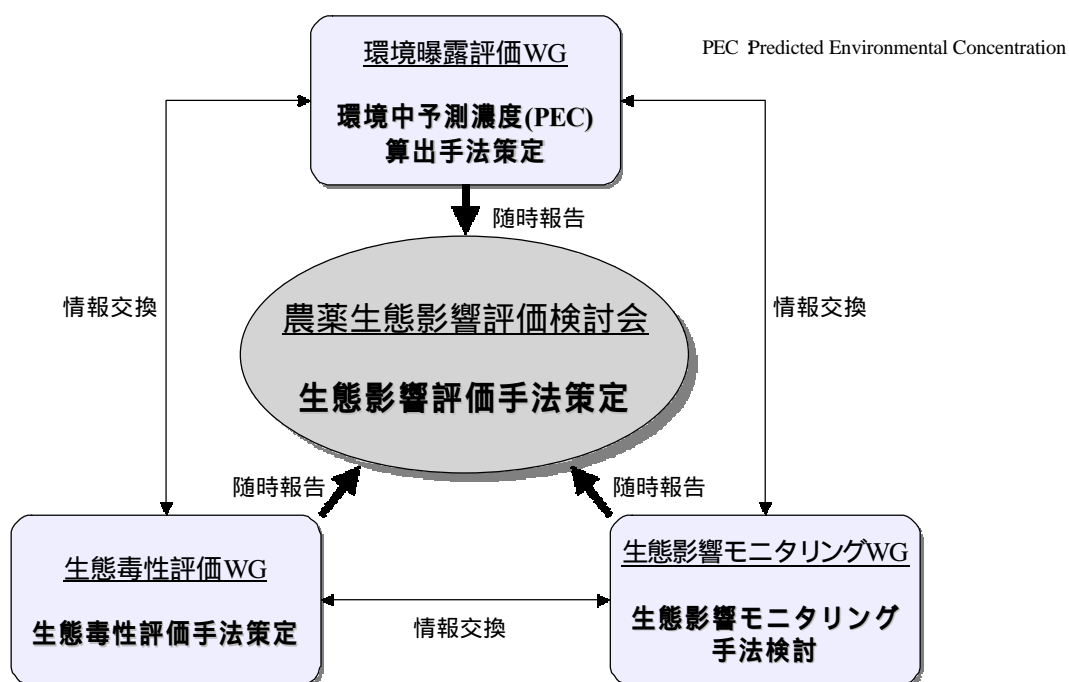 環境曝露評価WG
PEC :Predicted Environmental Concentration
環境中予測濃度(PEC)
算出手法策定
随時報告
情報交換
情報交換
農薬生態影響評価検討会
生態影響評価手法策定
随時報告
随時報告
生態毒性評価WG
生態毒性評価手法策定
情報交換
生態影響モニタリングWG
生態影響モニタリング
手法検討